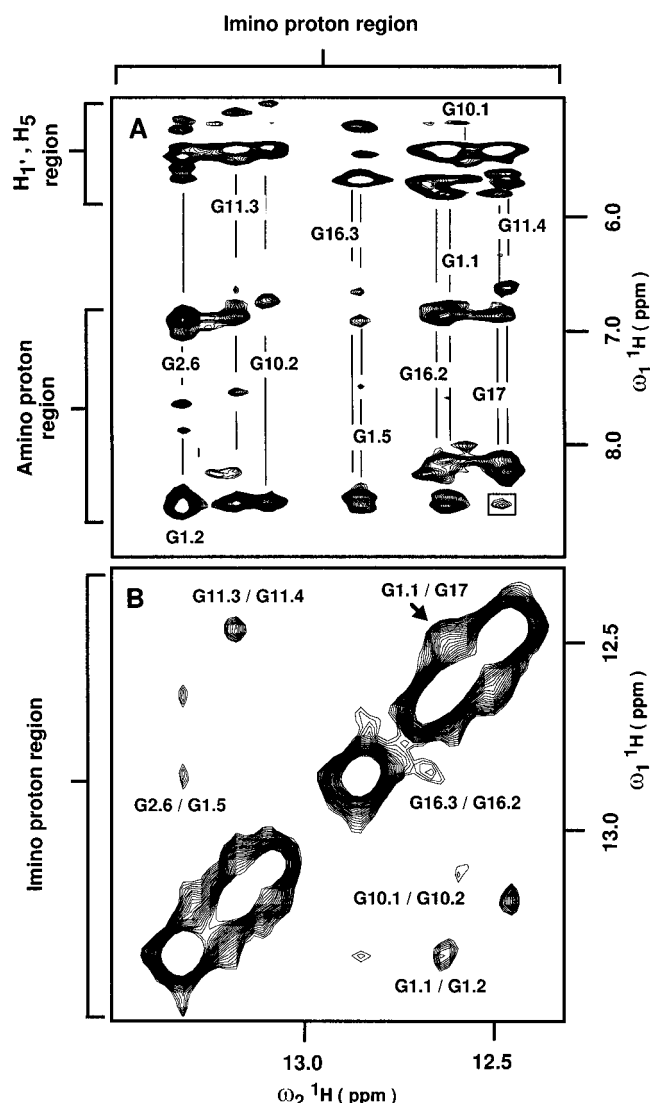 Imino proton region
A
H1', H5 region
G10.1
G11.3
G16.3
G11.4
G1.1
6.0
7.0
8.0
ω1 1H (ppm)
Amino proton region
G2.6
G10.2
G16.2
G17
G1.5
G1.2
B
G11.3 / G11.4
G1.1 / G17
12.5
Imino proton region
ω1 1H (ppm)
G2.6 / G1.5
G16.3 / G16.2
13.0
G10.1 / G10.2
G1.1 / G1.2
13.0 12.5
ω2 1H ( ppm )